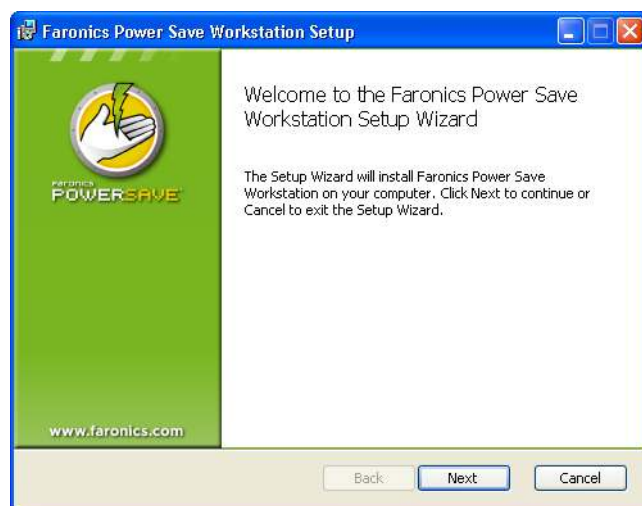 Faronics Power Save Workstation Setup
Welcome to the Faronics Power Save
Workstation Setup Wizard
The Setup Wizard will install Faronics Power Save
Workstation on your computer. Click Next to continue or
Cancel to exit the Setup Wizard.
FARONICS
POWERSAVE
www.faronics.com
Back
Next
Cancel